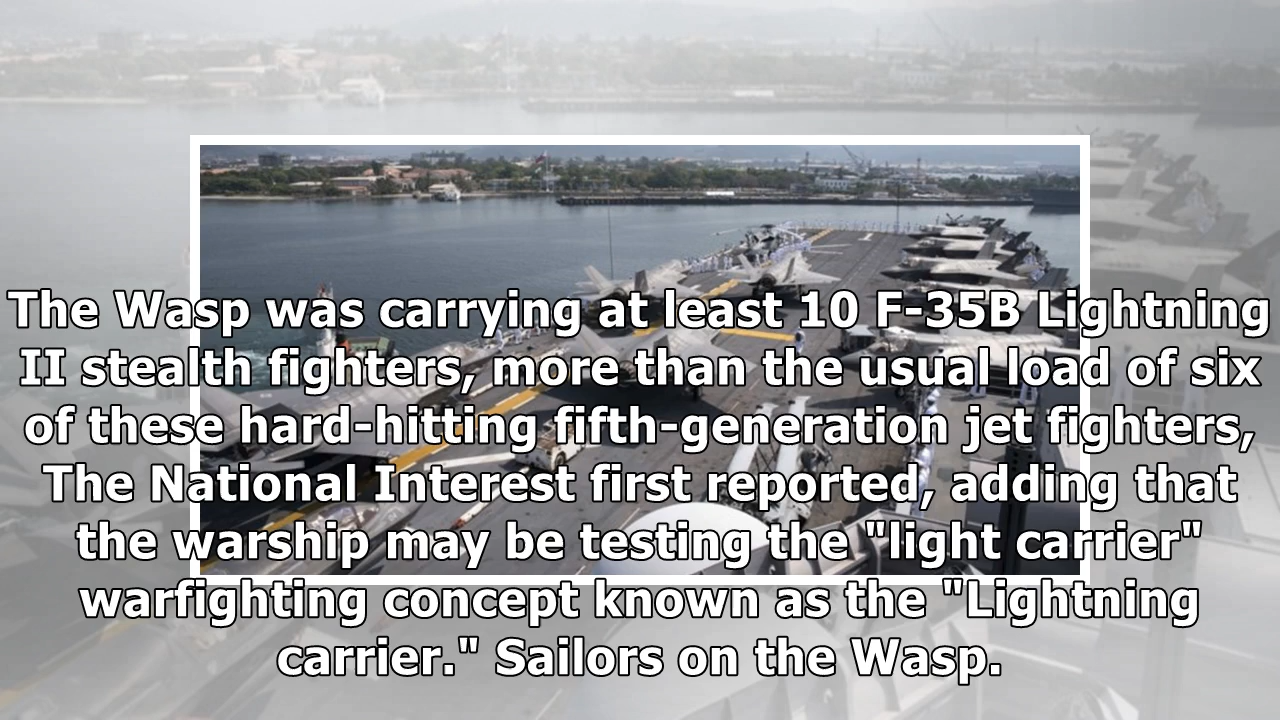 The Wasp was carrying at least 10 F-35B Lightning
II stealth fighters, more than the usual load of six
of these hard-hitting fifth-generation jet fighters,
The National Interest first reported, adding that
the warship may be testing the "light carrier"
warfighting concept known as the "Lightning
carrier." Sailors on the Wasp.